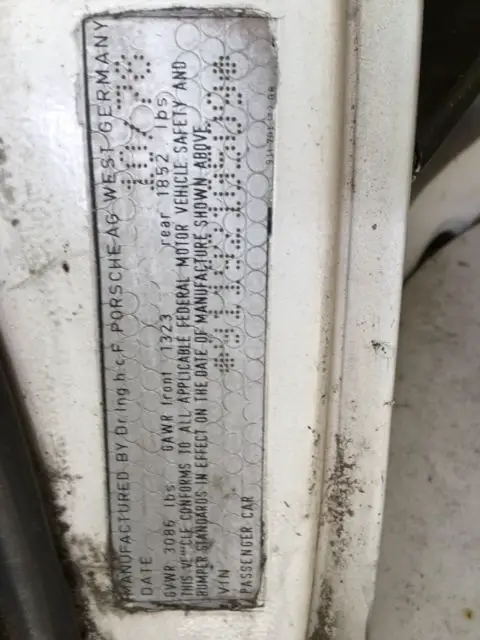 MANUFACTURED BY Dr. Ing. h.c. F. PORSCHE AG WEST GERMANY
DATE
GVWR 3086 lbs GAWR front 1323 rear 1852 lbs
THIS VEHICLE CONFORMS TO ALL APPLICABLE FEDERAL MOTOR VEHICLE SAFETY AND
BUMPER STANDARDS IN EFFECT ON THE DATE OF MANUFACTURE SHOWN ABOVE
VIN
PASSENGER CAR